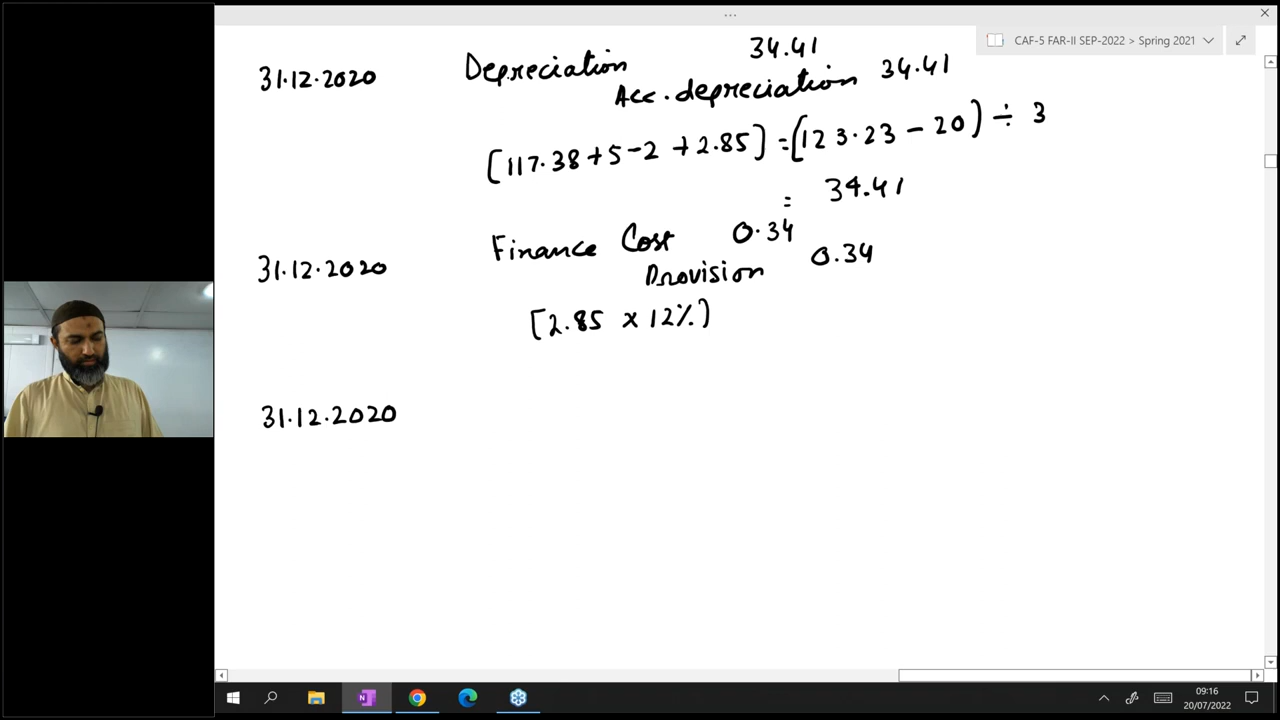 CAF-5 FAR-II SEP-2022 > Spring 2021
31.12.2020 Depreciation 34.41
Acc. depreciation 34.41
[117.38+5-2 +2.85] = (123.23 - 20) ÷ 3
= 34.41
31.12.2020 Finance Cost 0.34
Provision 0.34
[2.85 x 12%]
31.12.2020
09:16
20/07/2022